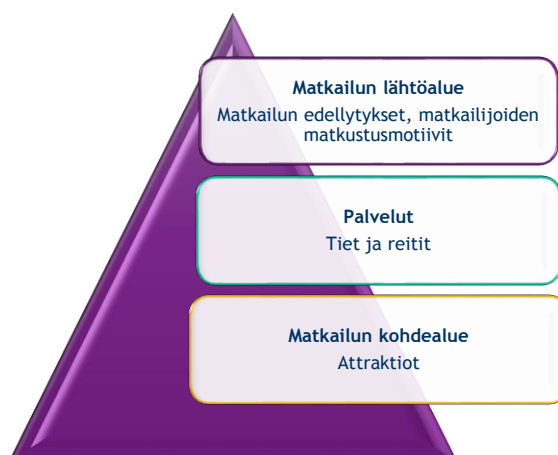 Matkailun lähtöalue
Matkailun edellytykset, matkailijoiden
matkustusmotiivit
Palvelut
Tiet ja reitit
Matkailun kohdealue
Attraktiot